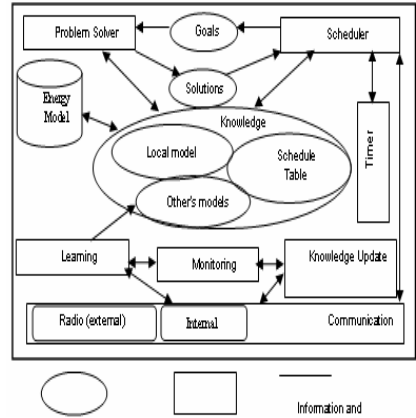 Problem Solver
Goals
Scheduler
Solutions
Energy
Model
Knowledge
Local model
Schedule
Table
Timer
Other's models
Learning
Monitoring
Knowledge Update
Radio (external)
Internal
Communication
Information and